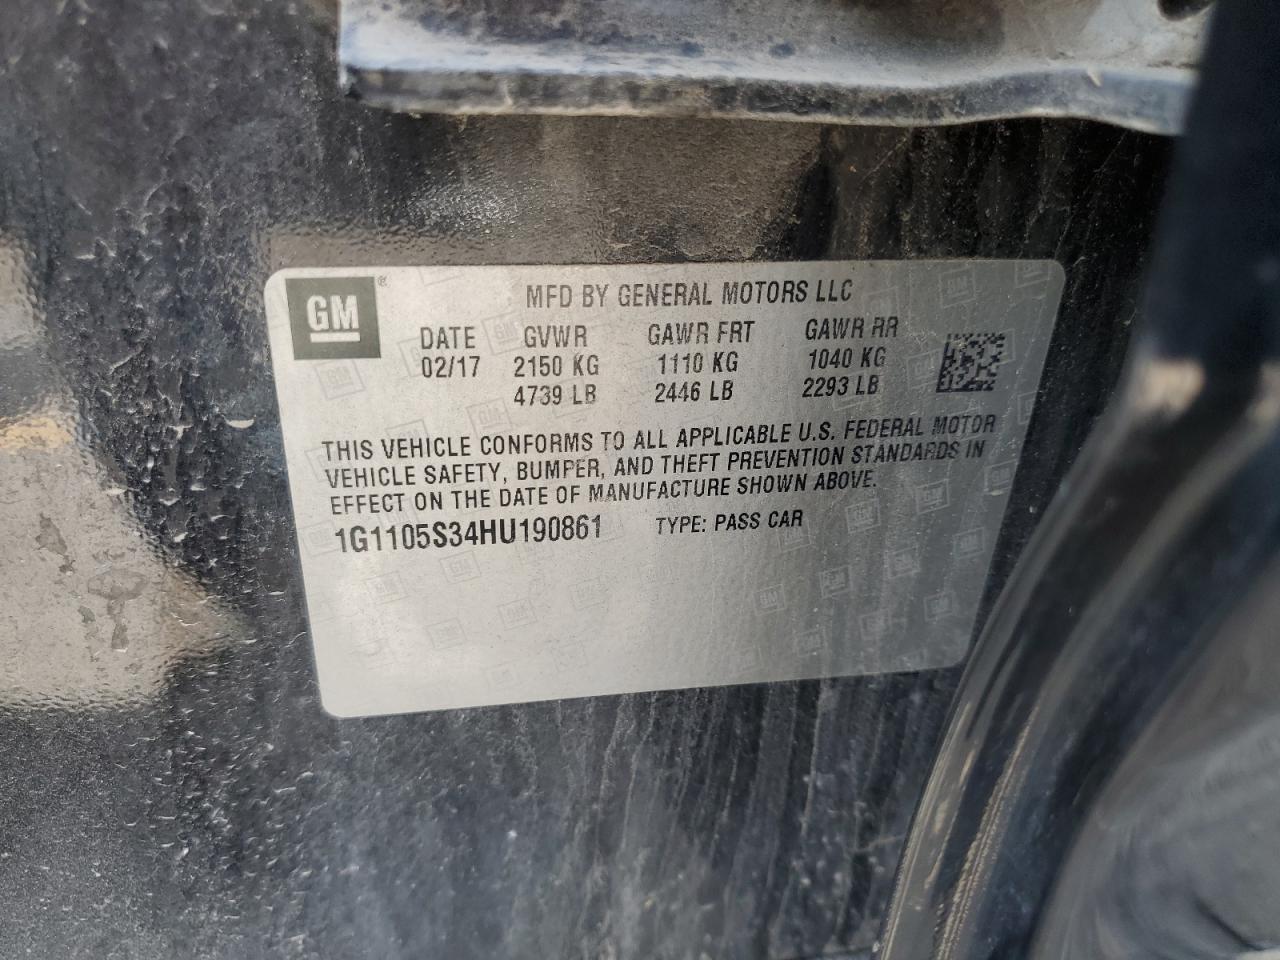 GM®
MFD BY GENERAL MOTORS LLC
DATE GVWR GAWR FRT GAWR RR
02/17 2150 KG 1110 KG 1040 KG
4739 LB 2446 LB 2293 LB
THIS VEHICLE CONFORMS TO ALL APPLICABLE U.S. FEDERAL MOTOR
VEHICLE SAFETY, BUMPER, AND THEFT PREVENTION STANDARDS IN
EFFECT ON THE DATE OF MANUFACTURE SHOWN ABOVE.
1G1105S34HU190861 TYPE: PASS CAR